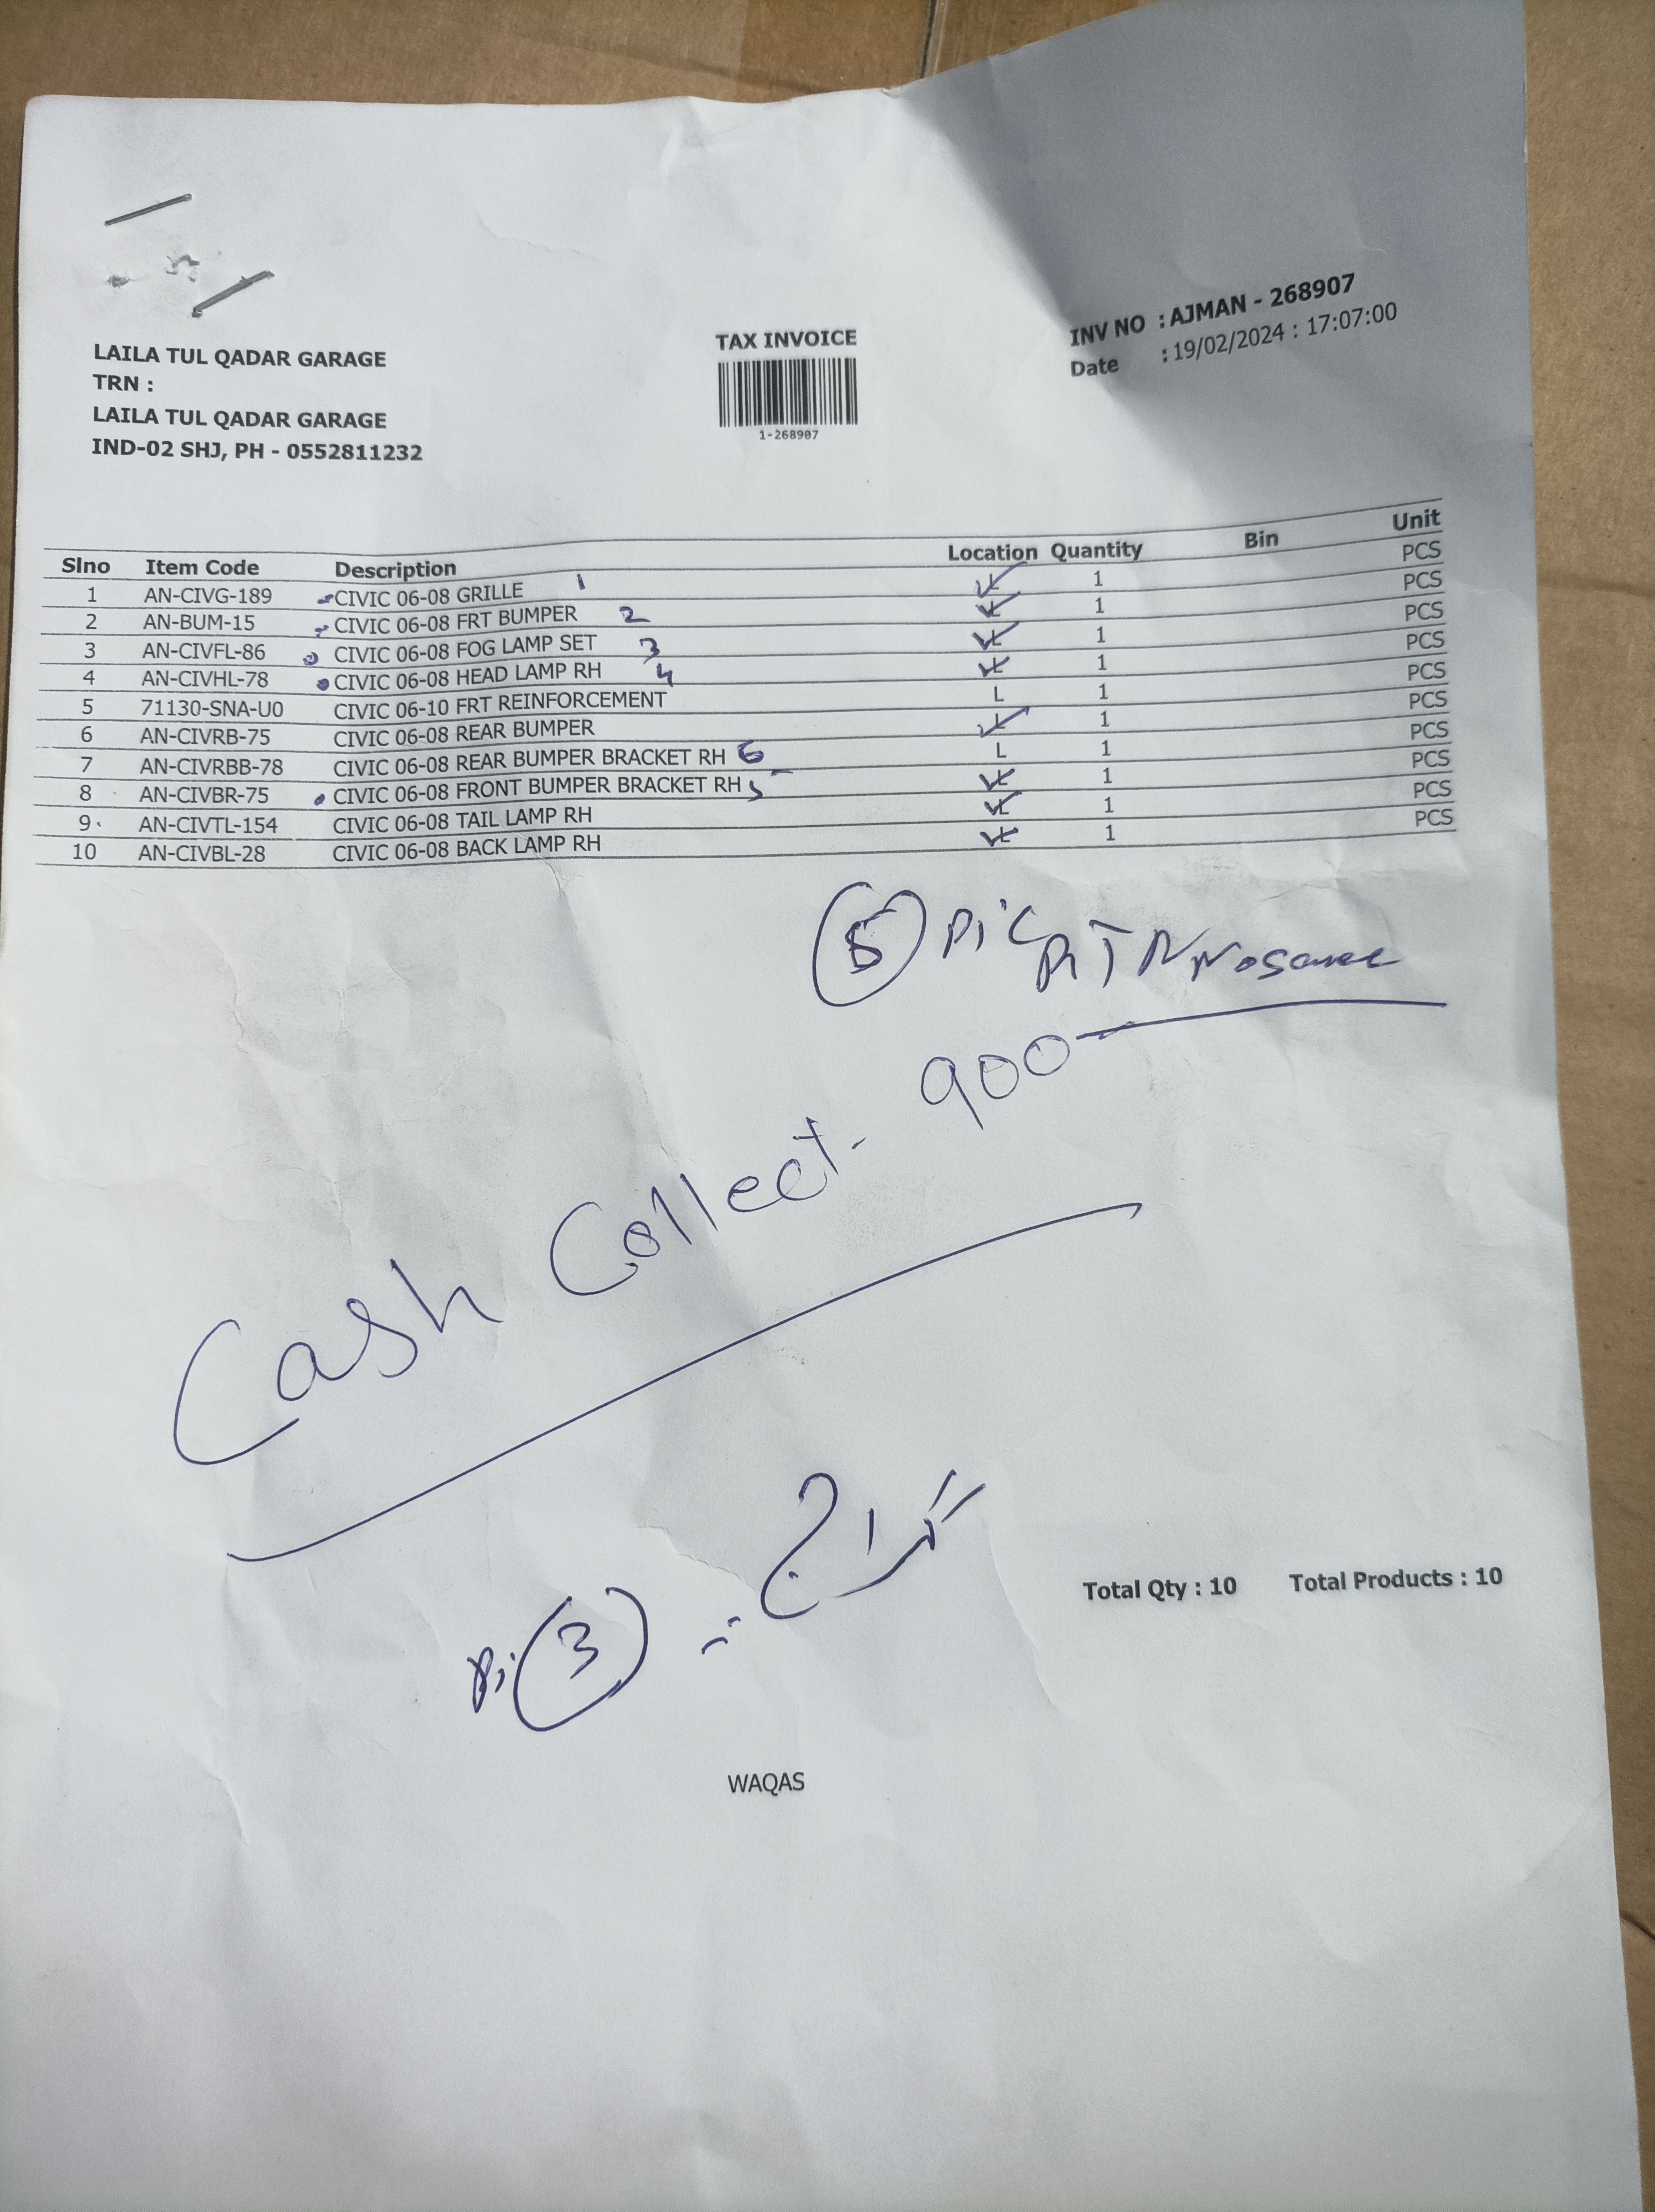 LAILA TUL QADAR GARAGE
TRN :
LAILA TUL QADAR GARAGE
IND-02 SHJ, PH - 0552811232
TAX INVOICE
1-268907
INV NO : AJMAN - 268907
Date : 19/02/2024 : 17:07:00
Slno Item Code Description Location Quantity Bin Unit
1 AN-CIVG-189 CIVIC 06-08 GRILLE 1 L 1 PCS
2 AN-BUM-15 CIVIC 06-08 FRT BUMPER 2 L 1 PCS
3 AN-CIVFL-86 CIVIC 06-08 FOG LAMP SET 3 L 1 PCS
4 AN-CIVHL-78 CIVIC 06-08 HEAD LAMP RH 4 L 1 PCS
5 71130-SNA-U0 CIVIC 06-10 FRT REINFORCEMENT L 1 PCS
6 AN-CIVRB-75 CIVIC 06-08 REAR BUMPER L 1 PCS
7 AN-CIVRBB-78 CIVIC 06-08 REAR BUMPER BRACKET RH 6 L 1 PCS
8 AN-CIVBR-75 CIVIC 06-08 FRONT BUMPER BRACKET RH 5 L 1 PCS
9 AN-CIVTL-154 CIVIC 06-08 TAIL LAMP RH L 1 PCS
10 AN-CIVBL-28 CIVIC 06-08 BACK LAMP RH L 1 PCS
5 Pic RTN
Cash Collect - 900
گراج
Pi 3
Total Qty : 10 Total Products : 10
WAQAS